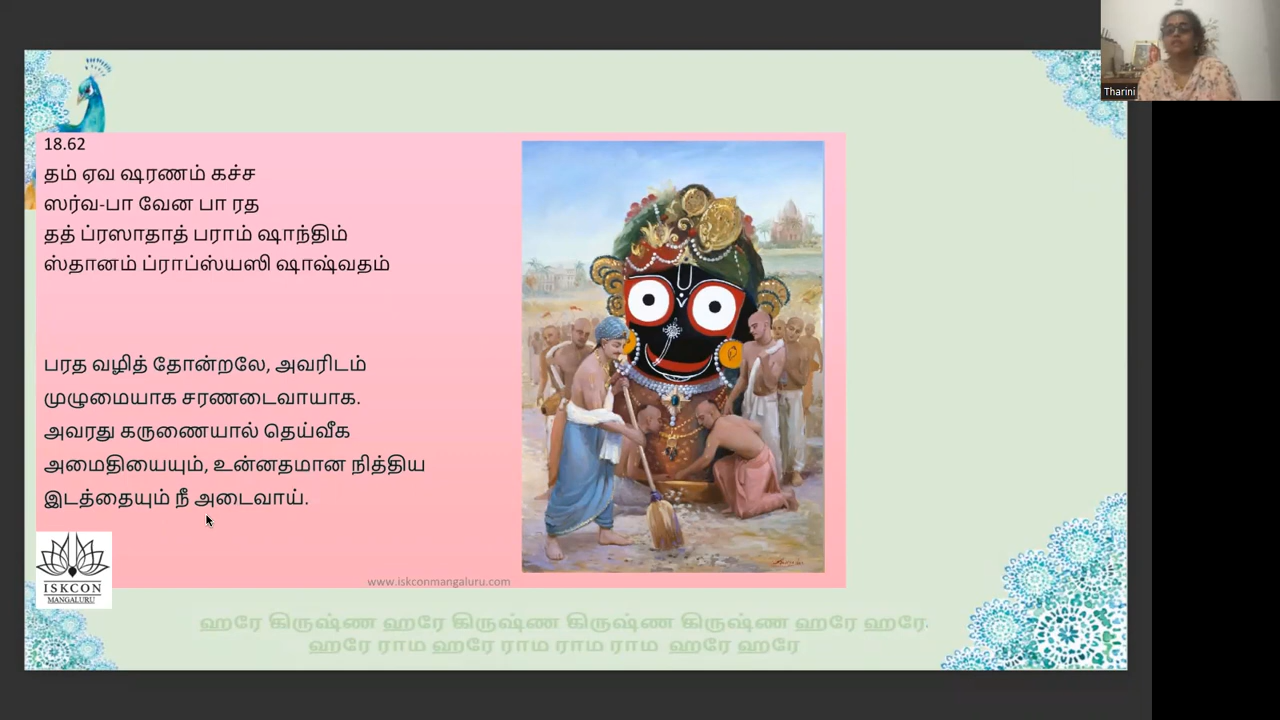 Tharini
18.62
தம் ஏவ ஷரணம் கச்ச
ஸர்வ-பா வேன பா ரத
தத் ப்ரஸாதாத் பராம் ஷாந்திம்
ஸ்தானம் ப்ராப்ஸ்யஸி ஷாஷ்வதம்
பரத வழித் தோன்றலே, அவரிடம்
முழுமையாக சரணடைவாயாக.
அவரது கருணையால் தெய்வீக
அமைதியையும், உன்னதமான நித்திய
இடத்தையும் நீ அடைவாய்.
ISKCON
MANGALURU
www.iskconmangaluru.com
ஹரே கிருஷ்ண ஹரே கிருஷ்ண கிருஷ்ண கிருஷ்ண ஹரே ஹரே.
ஹரே ராம ஹரே ராம ராம ராம ஹரே ஹரே